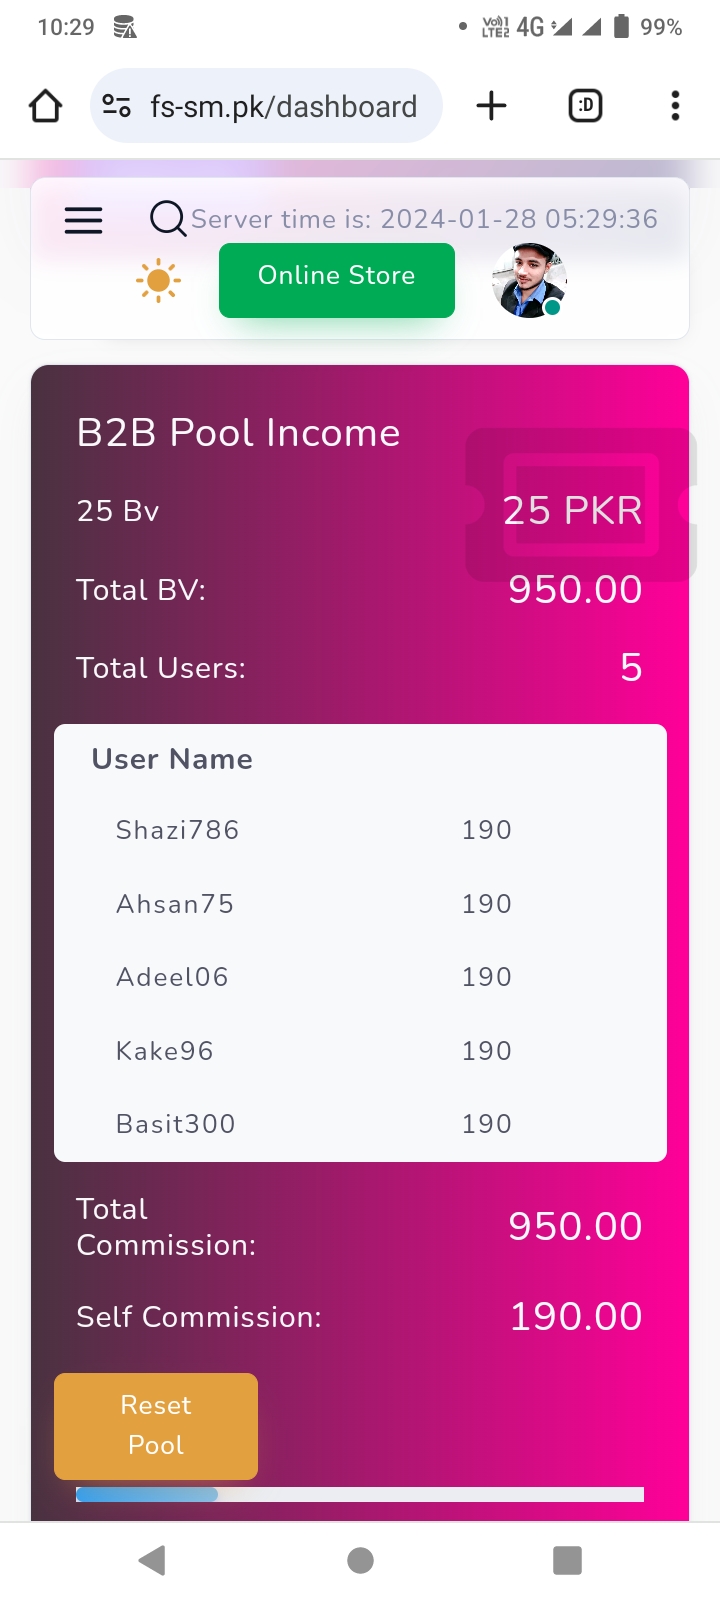 10:29
Vo))1 LTE2 4G 99%
fs-sm.pk/dashboard
:D
Server time is: 2024-01-28 05:29:36
Online Store
B2B Pool Income
25 Bv 25 PKR
Total BV: 950.00
Total Users: 5
User Name
Shazi786 190
Ahsan75 190
Adeel06 190
Kake96 190
Basit300 190
Total
Commission: 950.00
Self Commission: 190.00
Reset
Pool